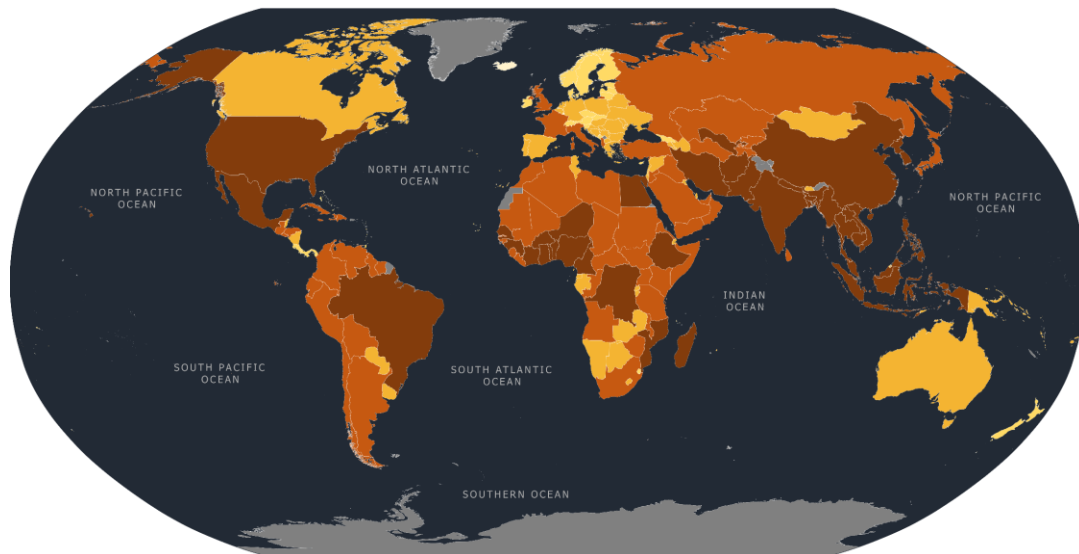 NORTH ATLANTIC
OCEAN
NORTH PACIFIC
OCEAN
NORTH PACIFIC
OCEAN
INDIAN
OCEAN
SOUTH PACIFIC
OCEAN
SOUTH ATLANTIC
OCEAN
SOUTHERN OCEAN